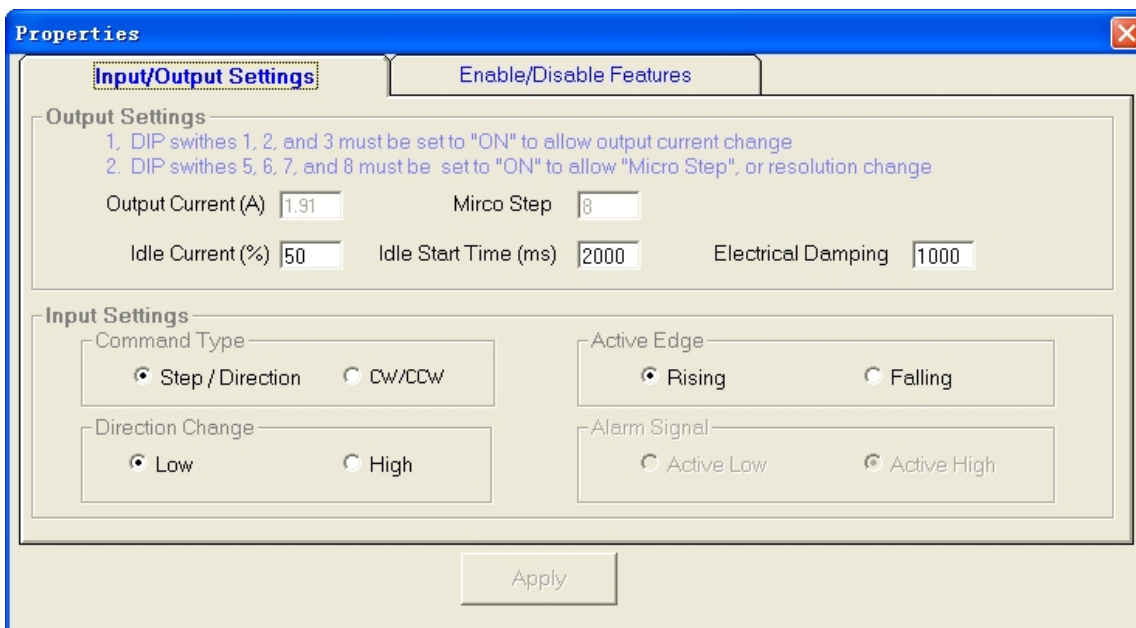 Properties
Input/Output Settings
Enable/Disable Features
Output Settings
1, DIP swithes 1, 2, and 3 must be set to "ON" to allow output current change
2. DIP swithes 5, 6, 7, and 8 must be set to "ON" to allow "Micro Step", or resolution change
Output Current (A) 1.91 Mirco Step 8
Idle Current (%) 50 Idle Start Time (ms) 2000 Electrical Damping 1000
Input Settings
Command Type
Step / Direction CW/CCW
Active Edge
Rising Falling
Direction Change
Low High
Alarm Signal
Active Low Active High
Apply